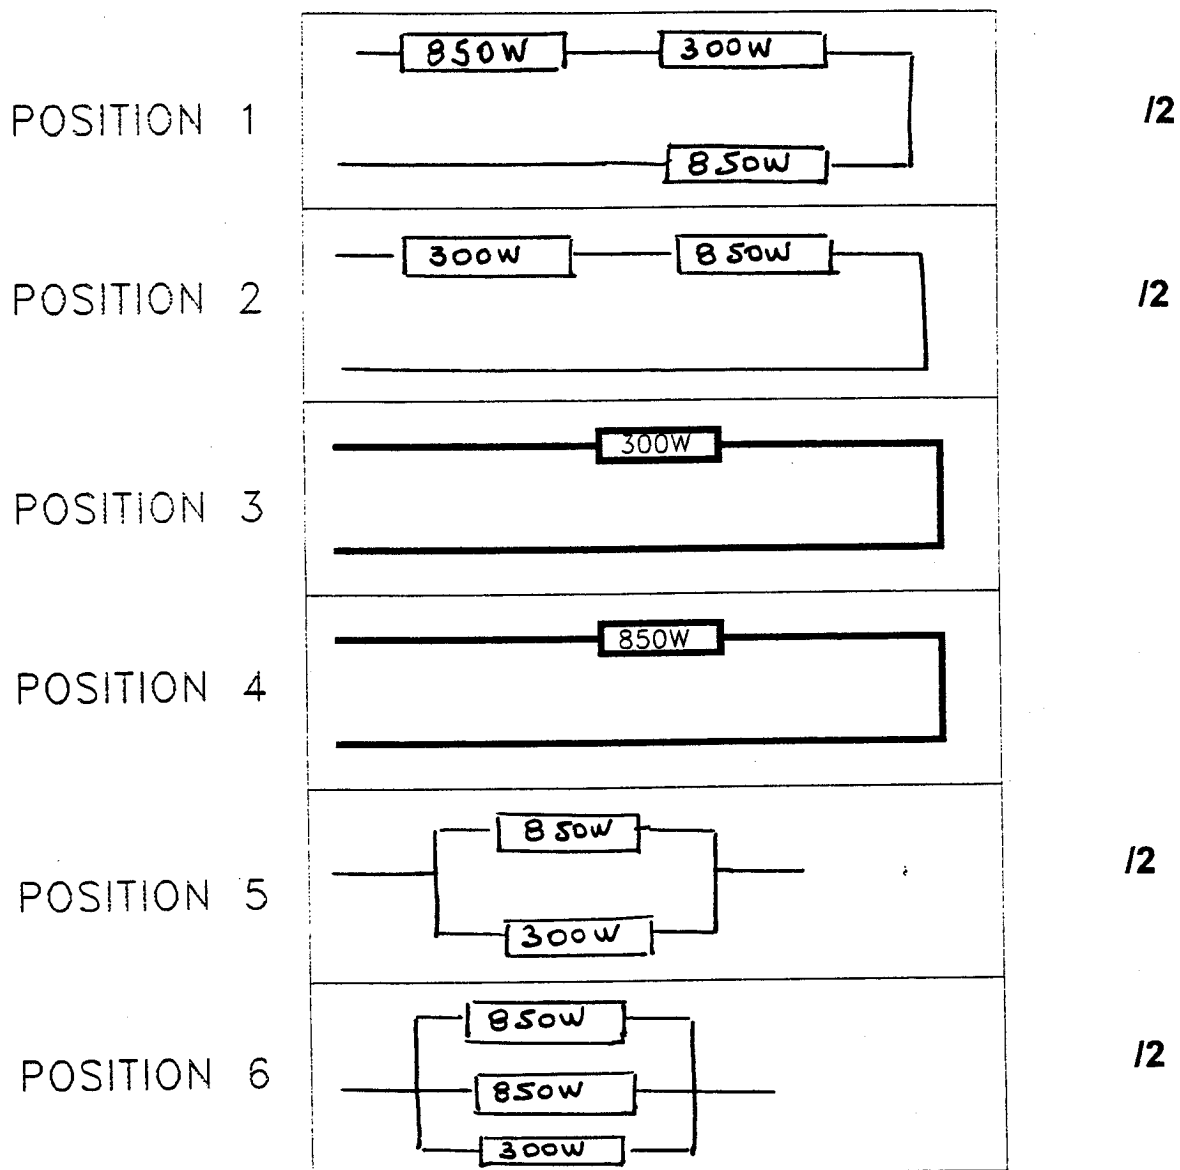 850W 300W
POSITION 1 /2
850W
300W 850W
POSITION 2 /2
300W
POSITION 3
850W
POSITION 4
850W
POSITION 5 /2
300W
850W
POSITION 6 /2
850W
300W